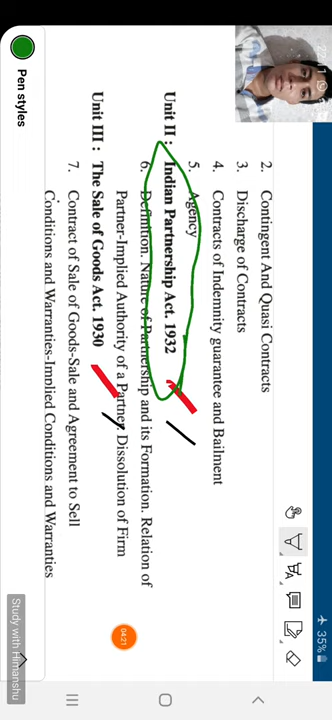 35%
Pen styles
2. Contingent And Quasi Contracts
3. Discharge of Contracts
4. Contracts of Indemnity guarantee and Bailment
5. Agency
Unit II : Indian Partnership Act. 1932
6. Definition. Nature of Partnership and its Formation. Relation of
Partner-Implied Authority of a Partner. Dissolution of Firm
Unit III : The Sale of Goods Act. 1930
7. Contract of Sale of Goods-Sale and Agreement to Sell
Conditions and Warranties-Implied Conditions and Warranties
04:21
Study with Himanshu